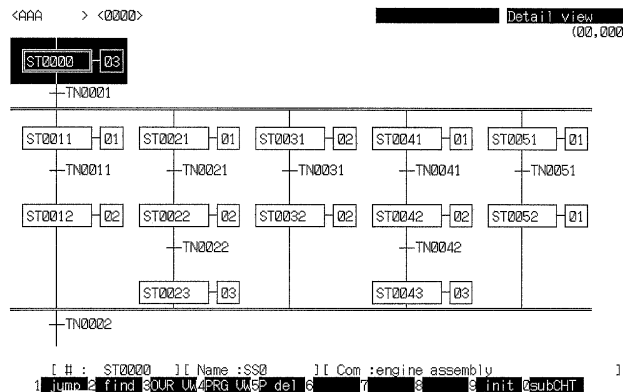 <AAA > <0000> Detail view
(00,000
ST0000 03
TN0001
ST0011 01 ST0021 01 ST0031 02 ST0041 01 ST0051 01
TN0011 TN0021 TN0031 TN0041 TN0051
ST0012 02 ST0022 02 ST0032 02 ST0042 02 ST0052 01
TN0022 TN0042
ST0023 03 ST0043 03
TN0002
[ # : ST0000 ][ Name :SS0 ][ Com :engine assembly ]
1 jump 2 find 3OUR VW4PRG VW5P del 6 7 8 9 init 0subCHT